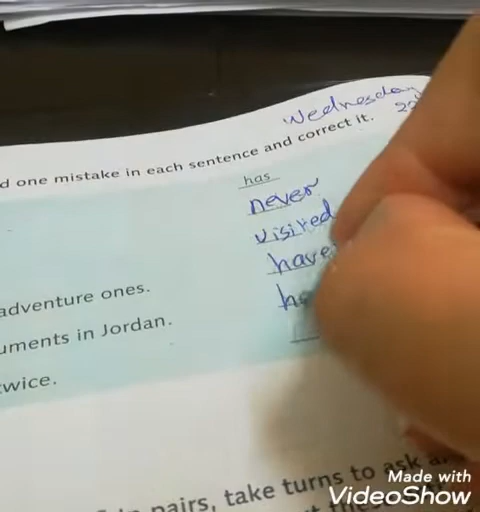 Wednesday
d one mistake in each sentence and correct it.
has
never
visited
have
adventure ones.
uments in Jordan.
twice.
pairs, take turns to ask
Made with
VideoShow